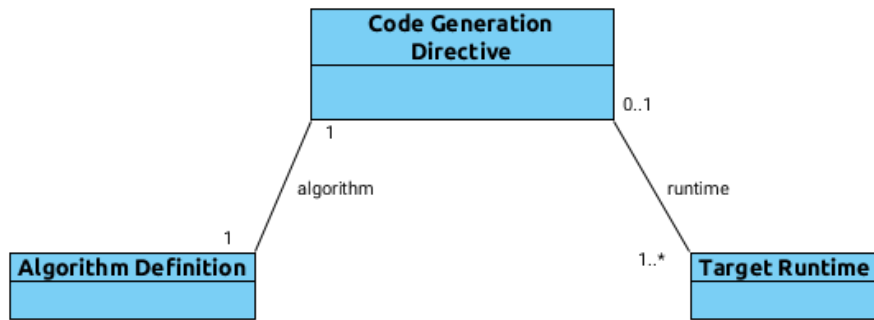 Code Generation
Directive
0..1
1
algorithm
runtime
1
1..*
Algorithm Definition
Target Runtime